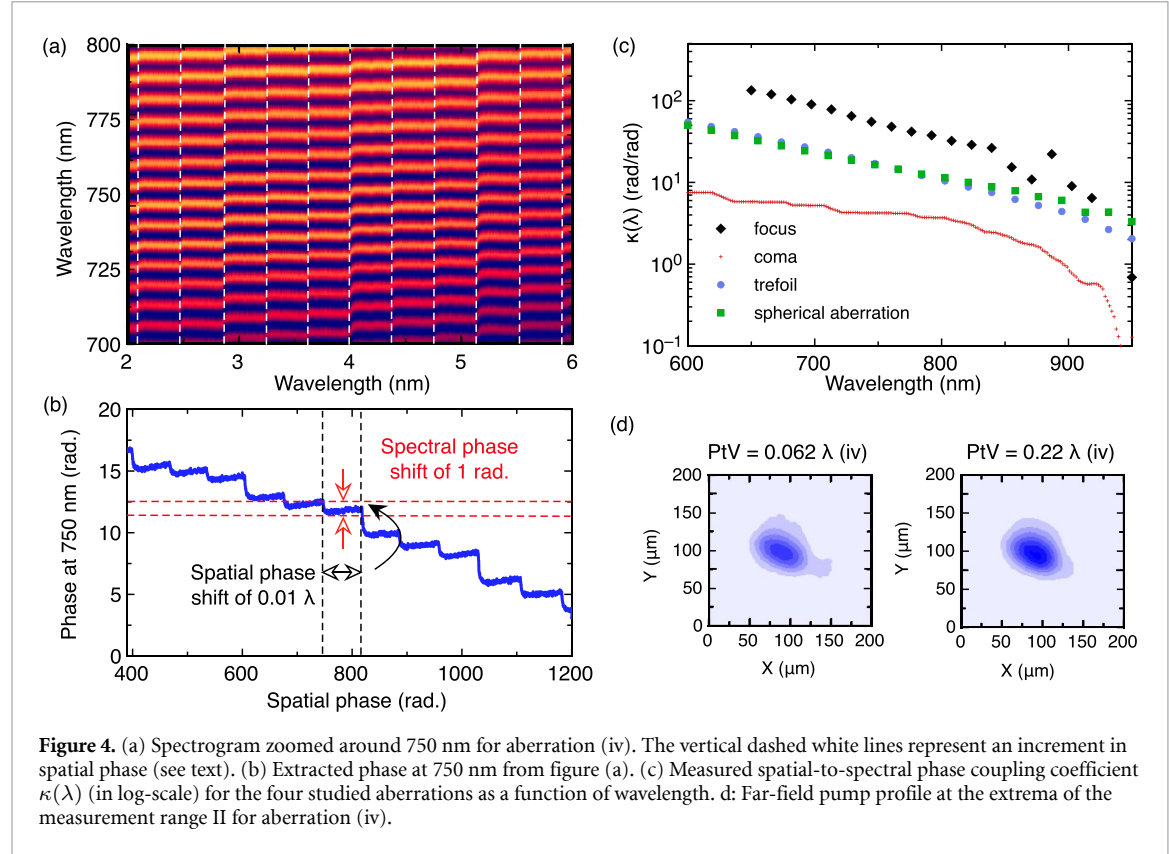 (a)
800
775
750
725
700
Wavelength (nm)
2
3
4
5
6
Wavelength (nm)
(b)
20
15
10
5
0
Phase at 750 nm (rad.)
Spectral phase
shift of 1 rad.
Spatial phase
shift of 0.01 λ
400
600
800
1000
1200
Spatial phase (rad.)
(c)
κ(λ) (rad/rad)
10²
10¹
10⁰
10⁻¹
focus
coma
trefoil
spherical aberration
600
700
800
900
Wavelength (nm)
(d)
PtV = 0.062 λ (iv)
200
150
100
50
0
Y (µm)
0
50
100
150
200
X (µm)
PtV = 0.22 λ (iv)
200
150
100
50
0
Y (µm)
0
50
100
150
200
X (µm)
Figure 4. (a) Spectrogram zoomed around 750 nm for aberration (iv). The vertical dashed white lines represent an increment in
spatial phase (see text). (b) Extracted phase at 750 nm from figure (a). (c) Measured spatial-to-spectral phase coupling coefficient
κ(λ) (in log-scale) for the four studied aberrations as a function of wavelength. d: Far-field pump profile at the extrema of the
measurement range II for aberration (iv).